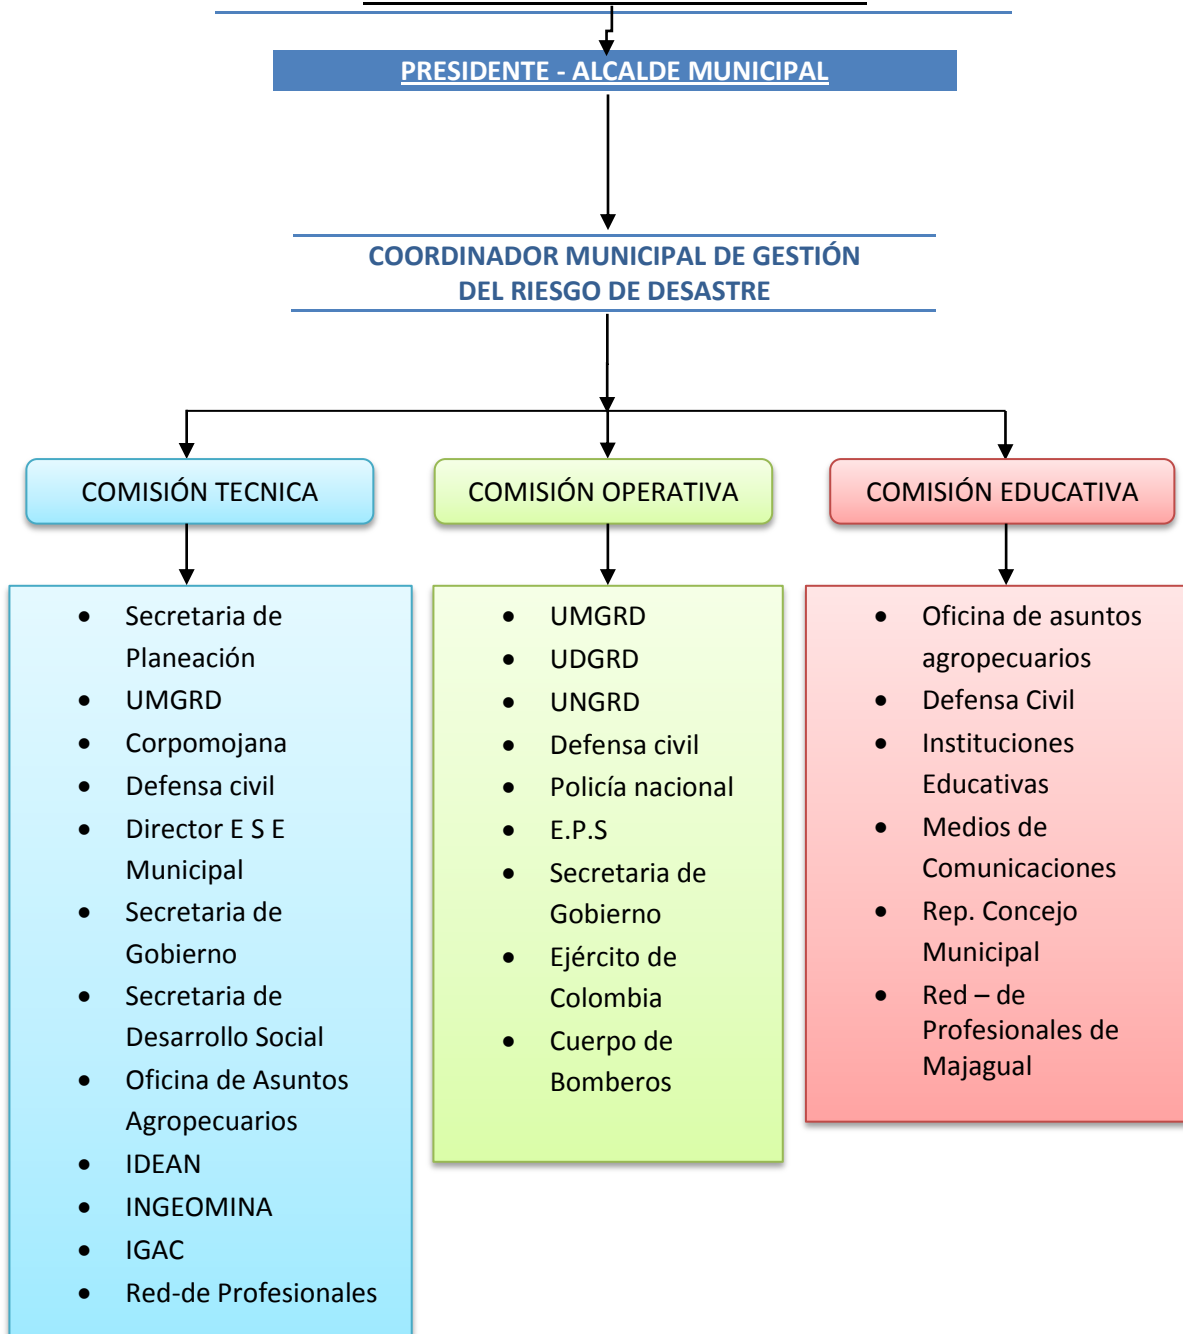 PRESIDENTE - ALCALDE MUNICIPAL
COORDINADOR MUNICIPAL DE GESTIÓN
DEL RIESGO DE DESASTRE
COMISIÓN TECNICA
• Secretaria de
Planeación
• UMGRD
• Corpomojana
• Defensa civil
• Director E S E
Municipal
• Secretaria de
Gobierno
• Secretaria de
Desarrollo Social
• Oficina de Asuntos
Agropecuarios
• IDEAN
• INGEOMINA
• IGAC
• Red-de Profesionales
COMISIÓN OPERATIVA
• UMGRD
• UDGRD
• UNGRD
• Defensa civil
• Policía nacional
• E.P.S
• Secretaria de
Gobierno
• Ejército de
Colombia
• Cuerpo de
Bomberos
COMISIÓN EDUCATIVA
• Oficina de asuntos
agropecuarios
• Defensa Civil
• Instituciones
Educativas
• Medios de
Comunicaciones
• Rep. Concejo
Municipal
• Red – de
Profesionales de
Majagual